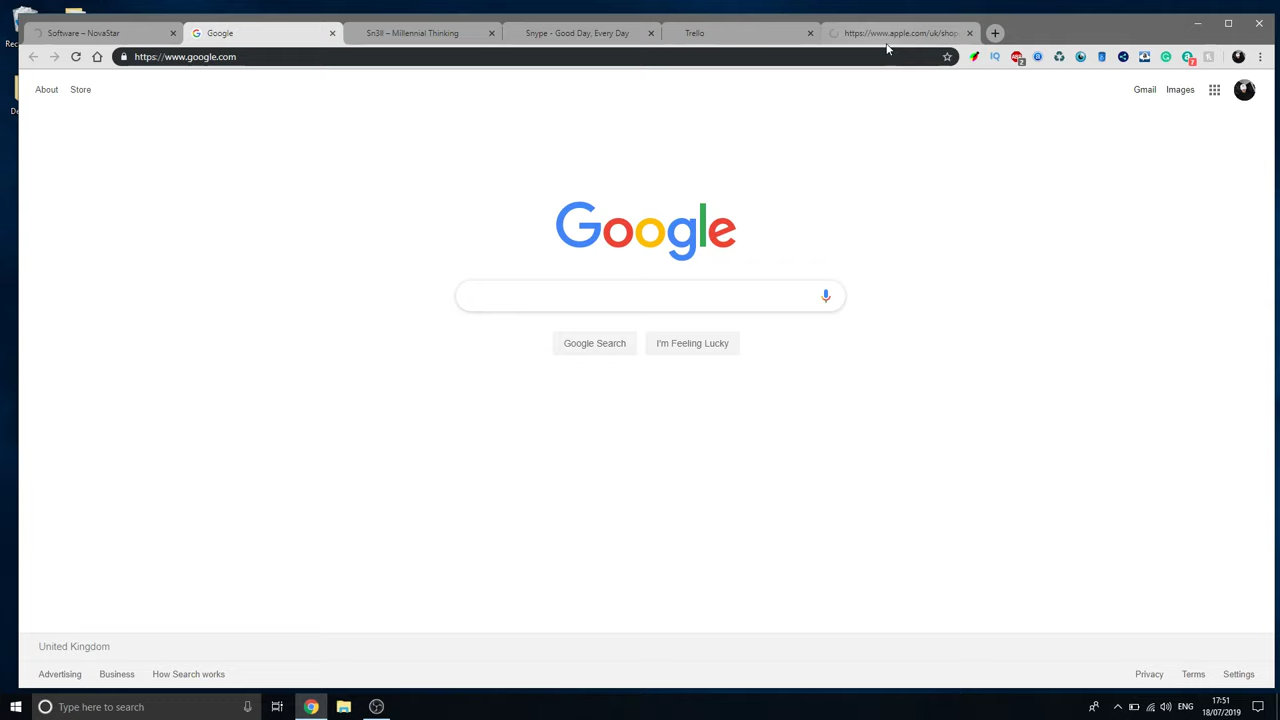 Software – NovaStar
Google
Sn3ll – Millennial Thinking
Snype - Good Day, Every Day
Trello
https://www.apple.com/uk/shop
https://www.google.com
2
7
About Store
Gmail Images
Google
Google Search I'm Feeling Lucky
United Kingdom
Advertising Business How Search works
Privacy Terms Settings
Type here to search
ENG
17:51
18/07/2019